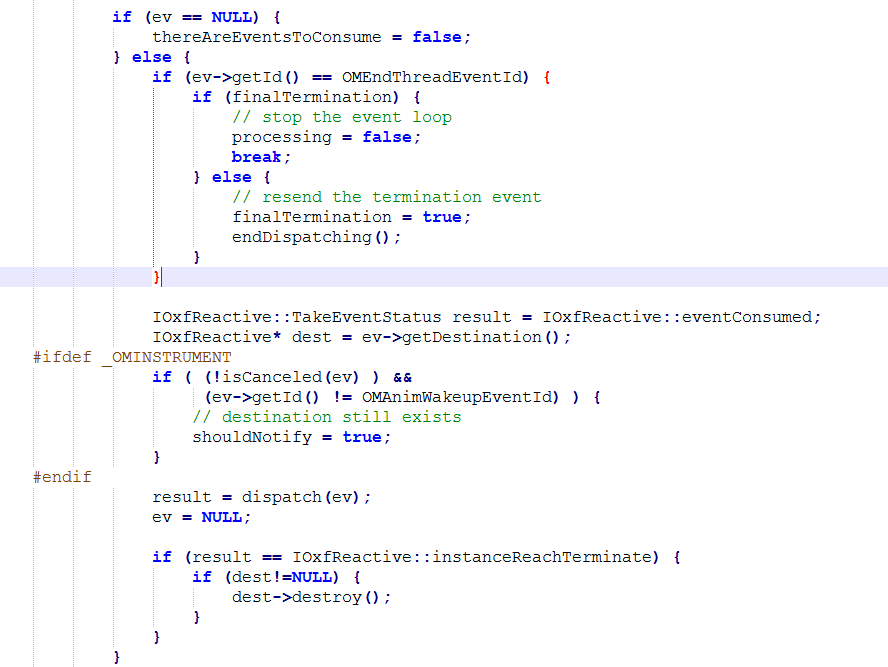 if (ev == NULL) {
thereAreEventsToConsume = false;
} else {
if (ev->getId() == OMEndThreadEventId) {
if (finalTermination) {
// stop the event loop
processing = false;
break;
} else {
// resend the termination event
finalTermination = true;
endDispatching();
}
}
IOxfReactive::TakeEventStatus result = IOxfReactive::eventConsumed;
IOxfReactive* dest = ev->getDestination();
#ifdef _OMINSTRUMENT
if ( (!isCanceled(ev) ) &&
(ev->getId() != OMAnimWakeupEventId) ) {
// destination still exists
shouldNotify = true;
}
#endif
result = dispatch(ev);
ev = NULL;
if (result == IOxfReactive::instanceReachTerminate) {
if (dest!=NULL) {
dest->destroy();
}
}
}